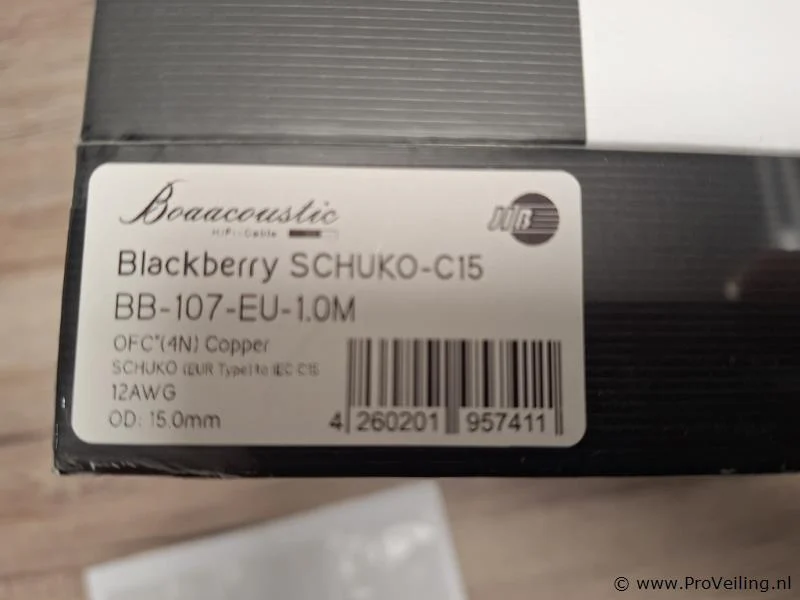 Boaacoustic
HiFi-Cable
WB
Blackberry SCHUKO-C15
BB-107-EU-1.0M
OFC*(4N) Copper
SCHUKO (EUR Type) to IEC C15
12AWG
OD: 15.0mm
4 260201 957411
© www.ProVeiling.nl